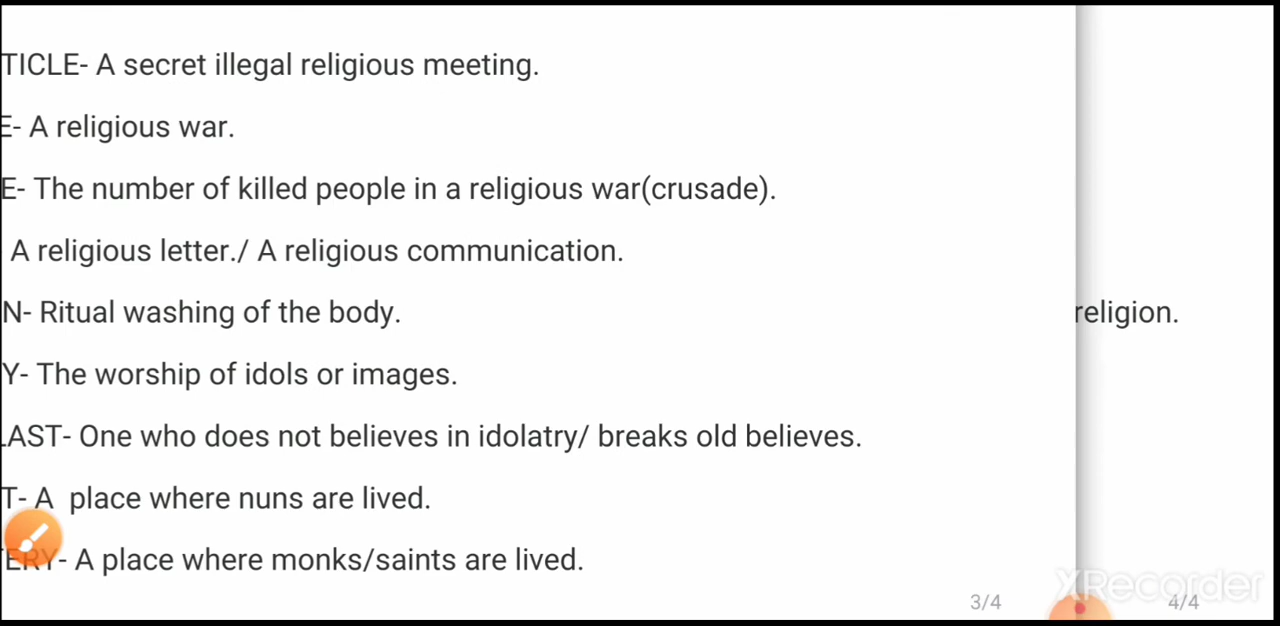 TICLE- A secret illegal religious meeting.
E- A religious war.
E- The number of killed people in a religious war(crusade).
A religious letter./ A religious communication.
N- Ritual washing of the body.
religion.
Y- The worship of idols or images.
LAST- One who does not believes in idolatry/ breaks old believes.
T- A place where nuns are lived.
TERY- A place where monks/saints are lived.
3/4
4/4
XRecorder